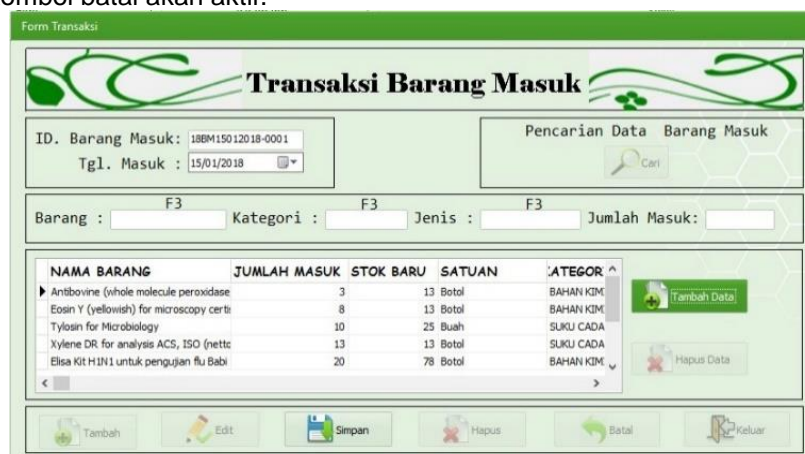 ombol batal akan aktif.
Form Transaksi
Transaksi Barang Masuk
ID. Barang Masuk: 18BM15012018-0001
Tgl. Masuk : 15/01/2018
Pencarian Data Barang Masuk
Cari
F3 F3 F3
Barang : Kategori : Jenis : Jumlah Masuk:
NAMA BARANG JUMLAH MASUK STOK BARU SATUAN KATEGOR
Antibovine (whole molecule peroxidase 3 13 Botol BAHAN KIM
Eosin Y (yellowish) for microscopy certi 8 13 Botol BAHAN KIM
Tylosin for Microbiology 10 25 Buah SUKU CADA
Xylene DR for analysis ACS, ISO (netto 13 13 Botol SUKU CADA
Elisa Kit H1N1 untuk pengujian flu Babi 20 78 Botol BAHAN KIM
Tambah Data
Hapus Data
Tambah Edit Simpan Hapus Batal Keluar